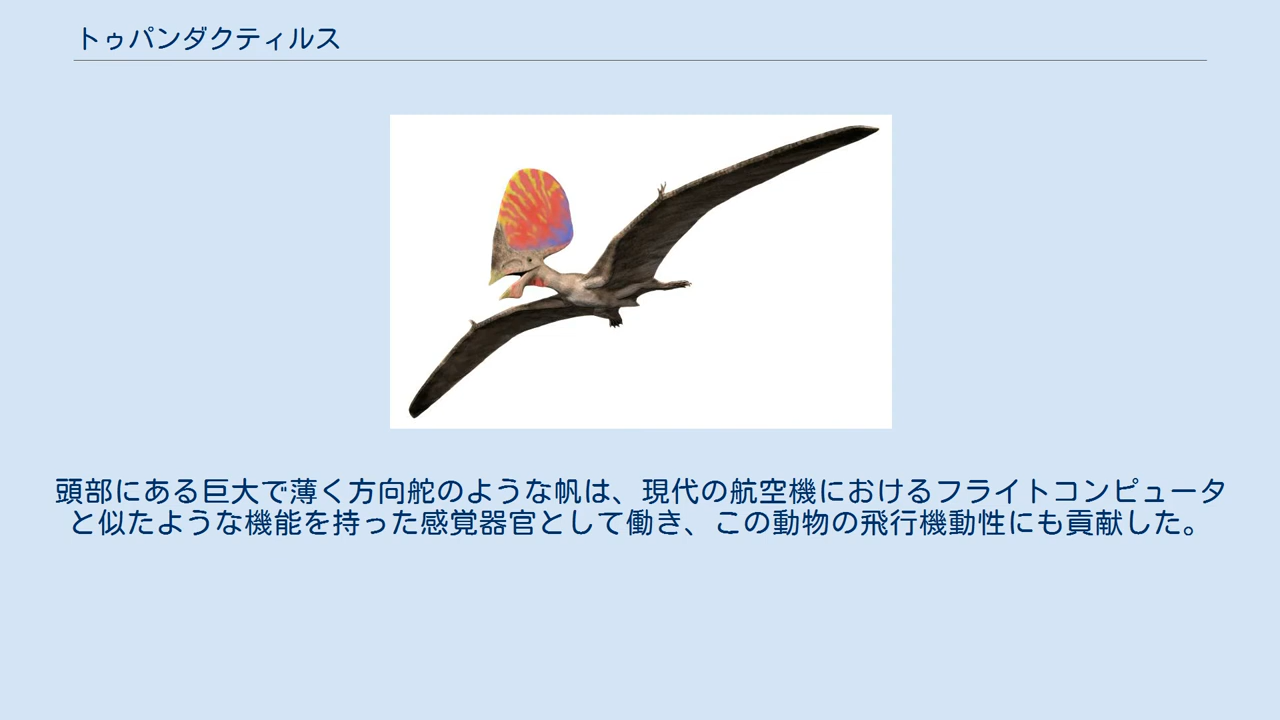 トゥパンダクティルス
頭部にある巨大で薄く方向舵のような帆は、現代の航空機におけるフライトコンピュータ
と似たような機能を持った感覚器官として働き、この動物の飛行機動性にも貢献した。